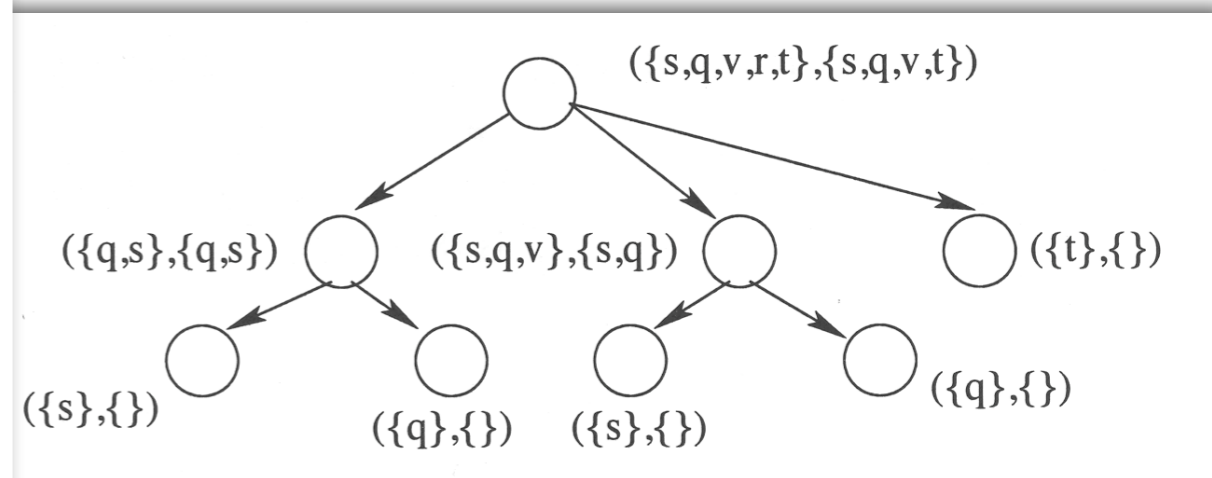 ({s,q,v,r,t},{s,q,v,t})
({q,s},{q,s})
({s,q,v},{s,q})
({t},{})
({s},{})
({q},{})
({s},{})
({q},{})